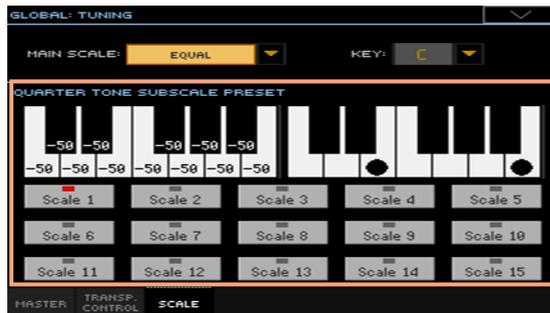 GLOBAL: TUNING
MAIN SCALE: EQUAL KEY: C
QUARTER TONE SUBSCALE PRESET
-50 -50 -50 -50 -50
-50 -50 -50 -50 -50 -50 -50
Scale 1 Scale 2 Scale 3 Scale 4 Scale 5
Scale 6 Scale 7 Scale 8 Scale 9 Scale 10
Scale 11 Scale 12 Scale 13 Scale 14 Scale 15
MASTER TRANSP. CONTROL SCALE